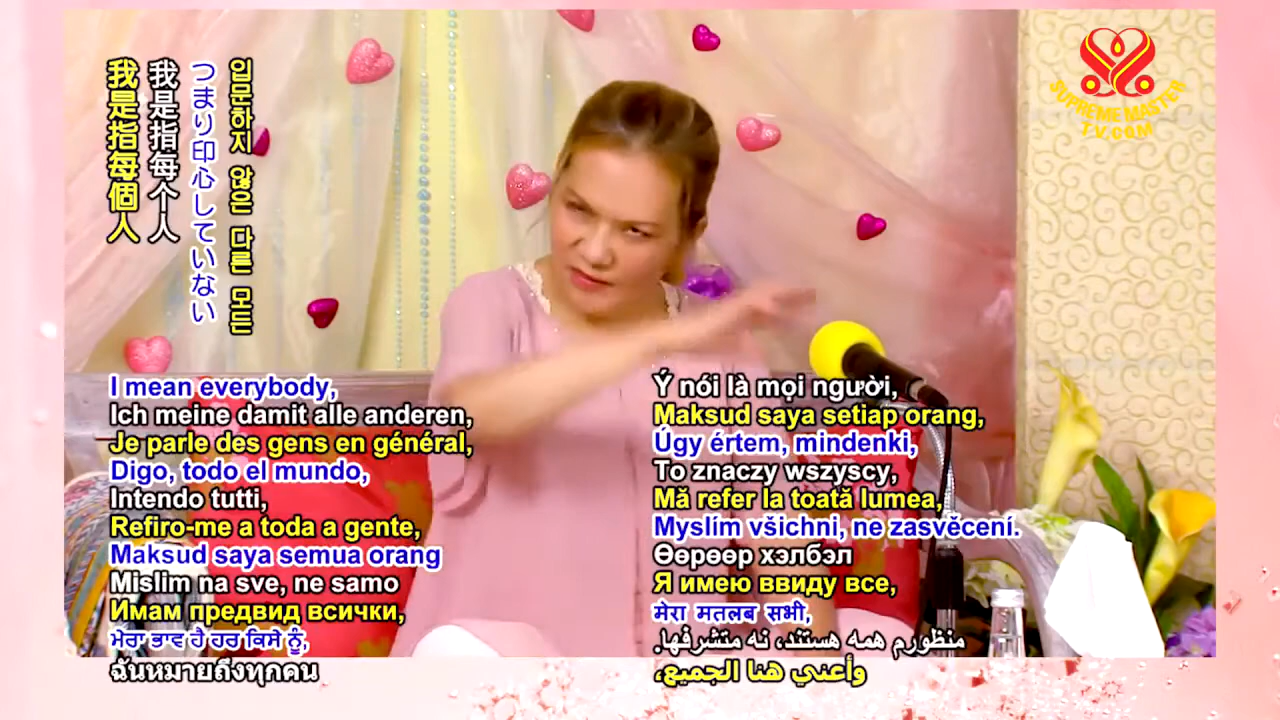 SUPREME MASTER
TV.COM
我是指每個人
我是指每个人
つまり印心していない
입문하지 않은 다른 모든
I mean everybody,
Ich meine damit alle anderen,
Je parle des gens en général,
Digo, todo el mundo,
Intendo tutti,
Refiro-me a toda a gente,
Maksud saya semua orang
Mislim na sve, ne samo
Имам предвид всички,
ਮੇਰਾ ਭਾਵ ਹੈ ਹਰ ਕਿਸੇ ਨੂੰ,
ฉันหมายถึงทุกคน
Ý nói là mọi người,
Maksud saya setiap orang,
Úgy értem, mindenki,
To znaczy wszyscy,
Mă refer la toată lumea,
Myslím všichni, ne zasvěcení.
Өөрөөр хэлбэл
Я имею ввиду все,
मेरा मतलब सभी,
منظورم همه هستند، نه متشرفها.
وأعني هنا الجميع،